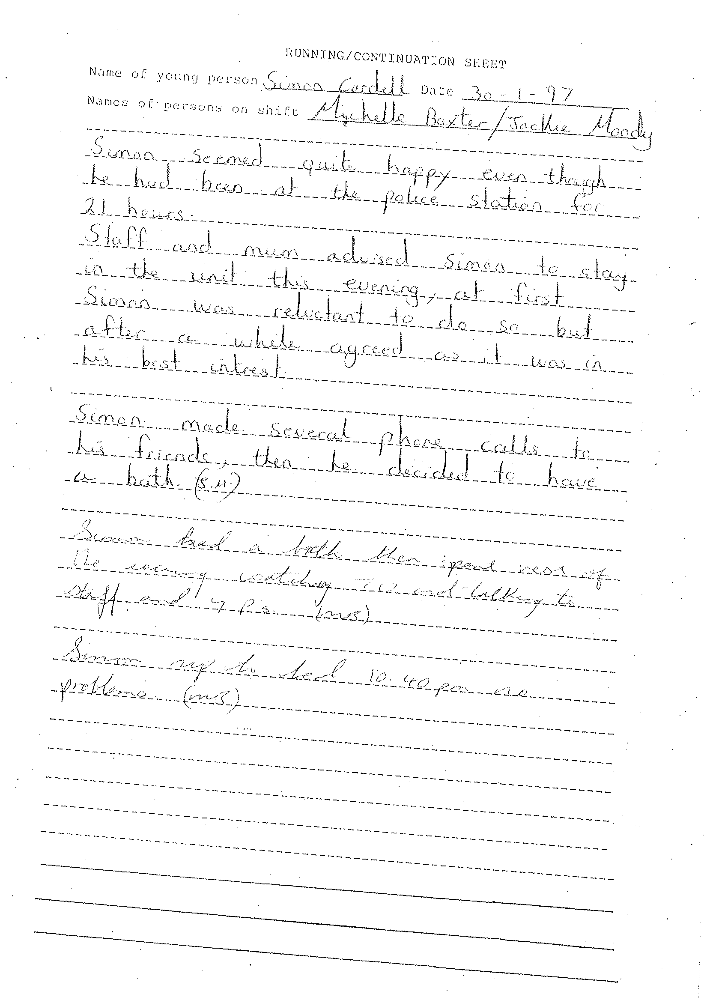 RUNNING/CONTINUATION SHEET
Name of young person Simon Cordell Date 30-1-97
Names of persons on shift Mychelle Baxter/Jackie Moody
Simon seemed quite happy even though
he had been at the police station for
21 hours.
Staff and mum advised Simon to stay
in the unit this evening, at first
Simon was reluctant to do so but
after a while agreed as it was in
his best intrest
Simon made several phone calls to
his friends, then he decided to have
a bath. (S.M.)
Simon had a bath then spent rest of
the evening watching T.V and talking to
staff and y.p.s. (MB)
Simon up to bed 10.40pm no
problems (MB)